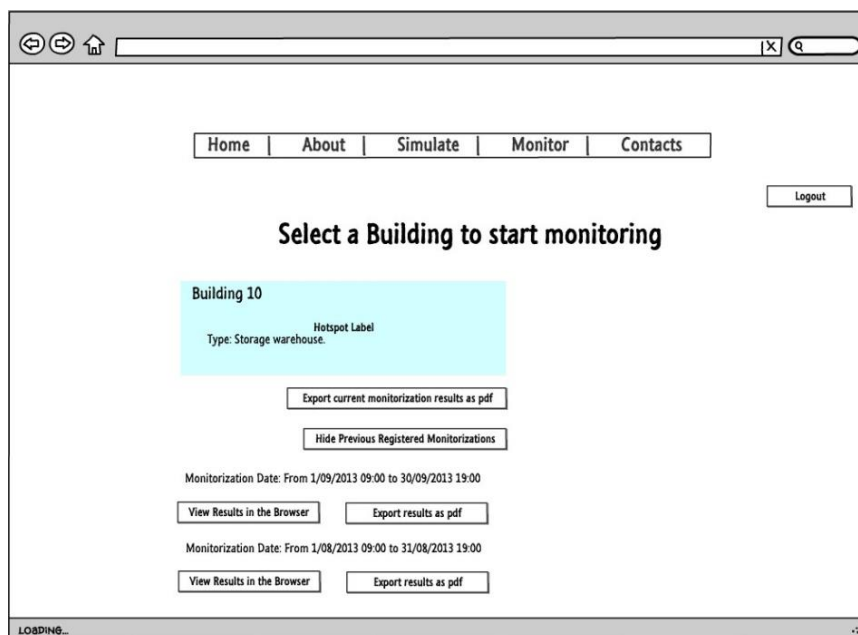 Home | About | Simulate | Monitor | Contacts
Logout
Select a Building to start monitoring
Building 10
Hotspot Label
Type: Storage warehouse.
Export current monitorization results as pdf
Hide Previous Registered Monitorizations
Monitorization Date: From 1/09/2013 09:00 to 30/09/2013 19:00
View Results in the Browser
Export results as pdf
Monitorization Date: From 1/08/2013 09:00 to 31/08/2013 19:00
View Results in the Browser
Export results as pdf
LOADING...